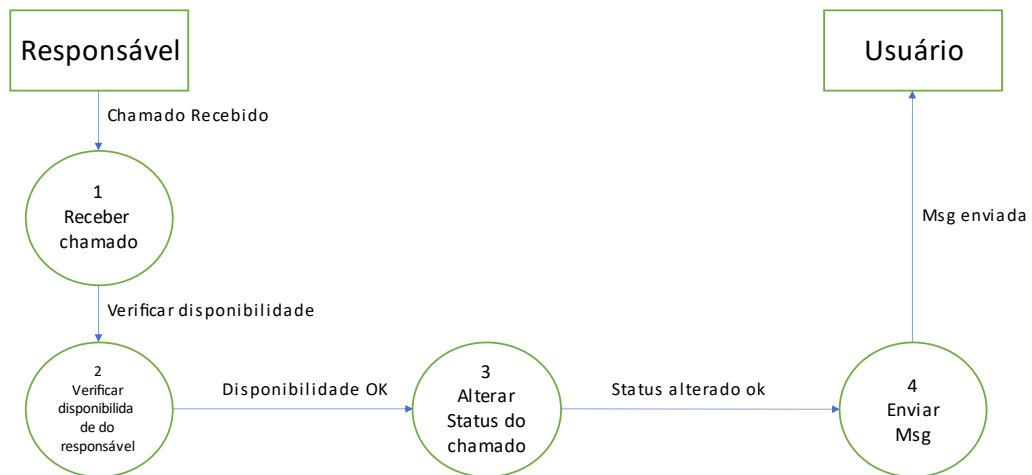 Responsável
Usuário
Chamado Recebido
1
Receber
chamado
Msg enviada
Verificar disponibilidade
2
Verificar
disponibilida
de do
responsável
Disponibilidade OK
3
Alterar
Status do
chamado
Status alterado ok
4
Enviar
Msg